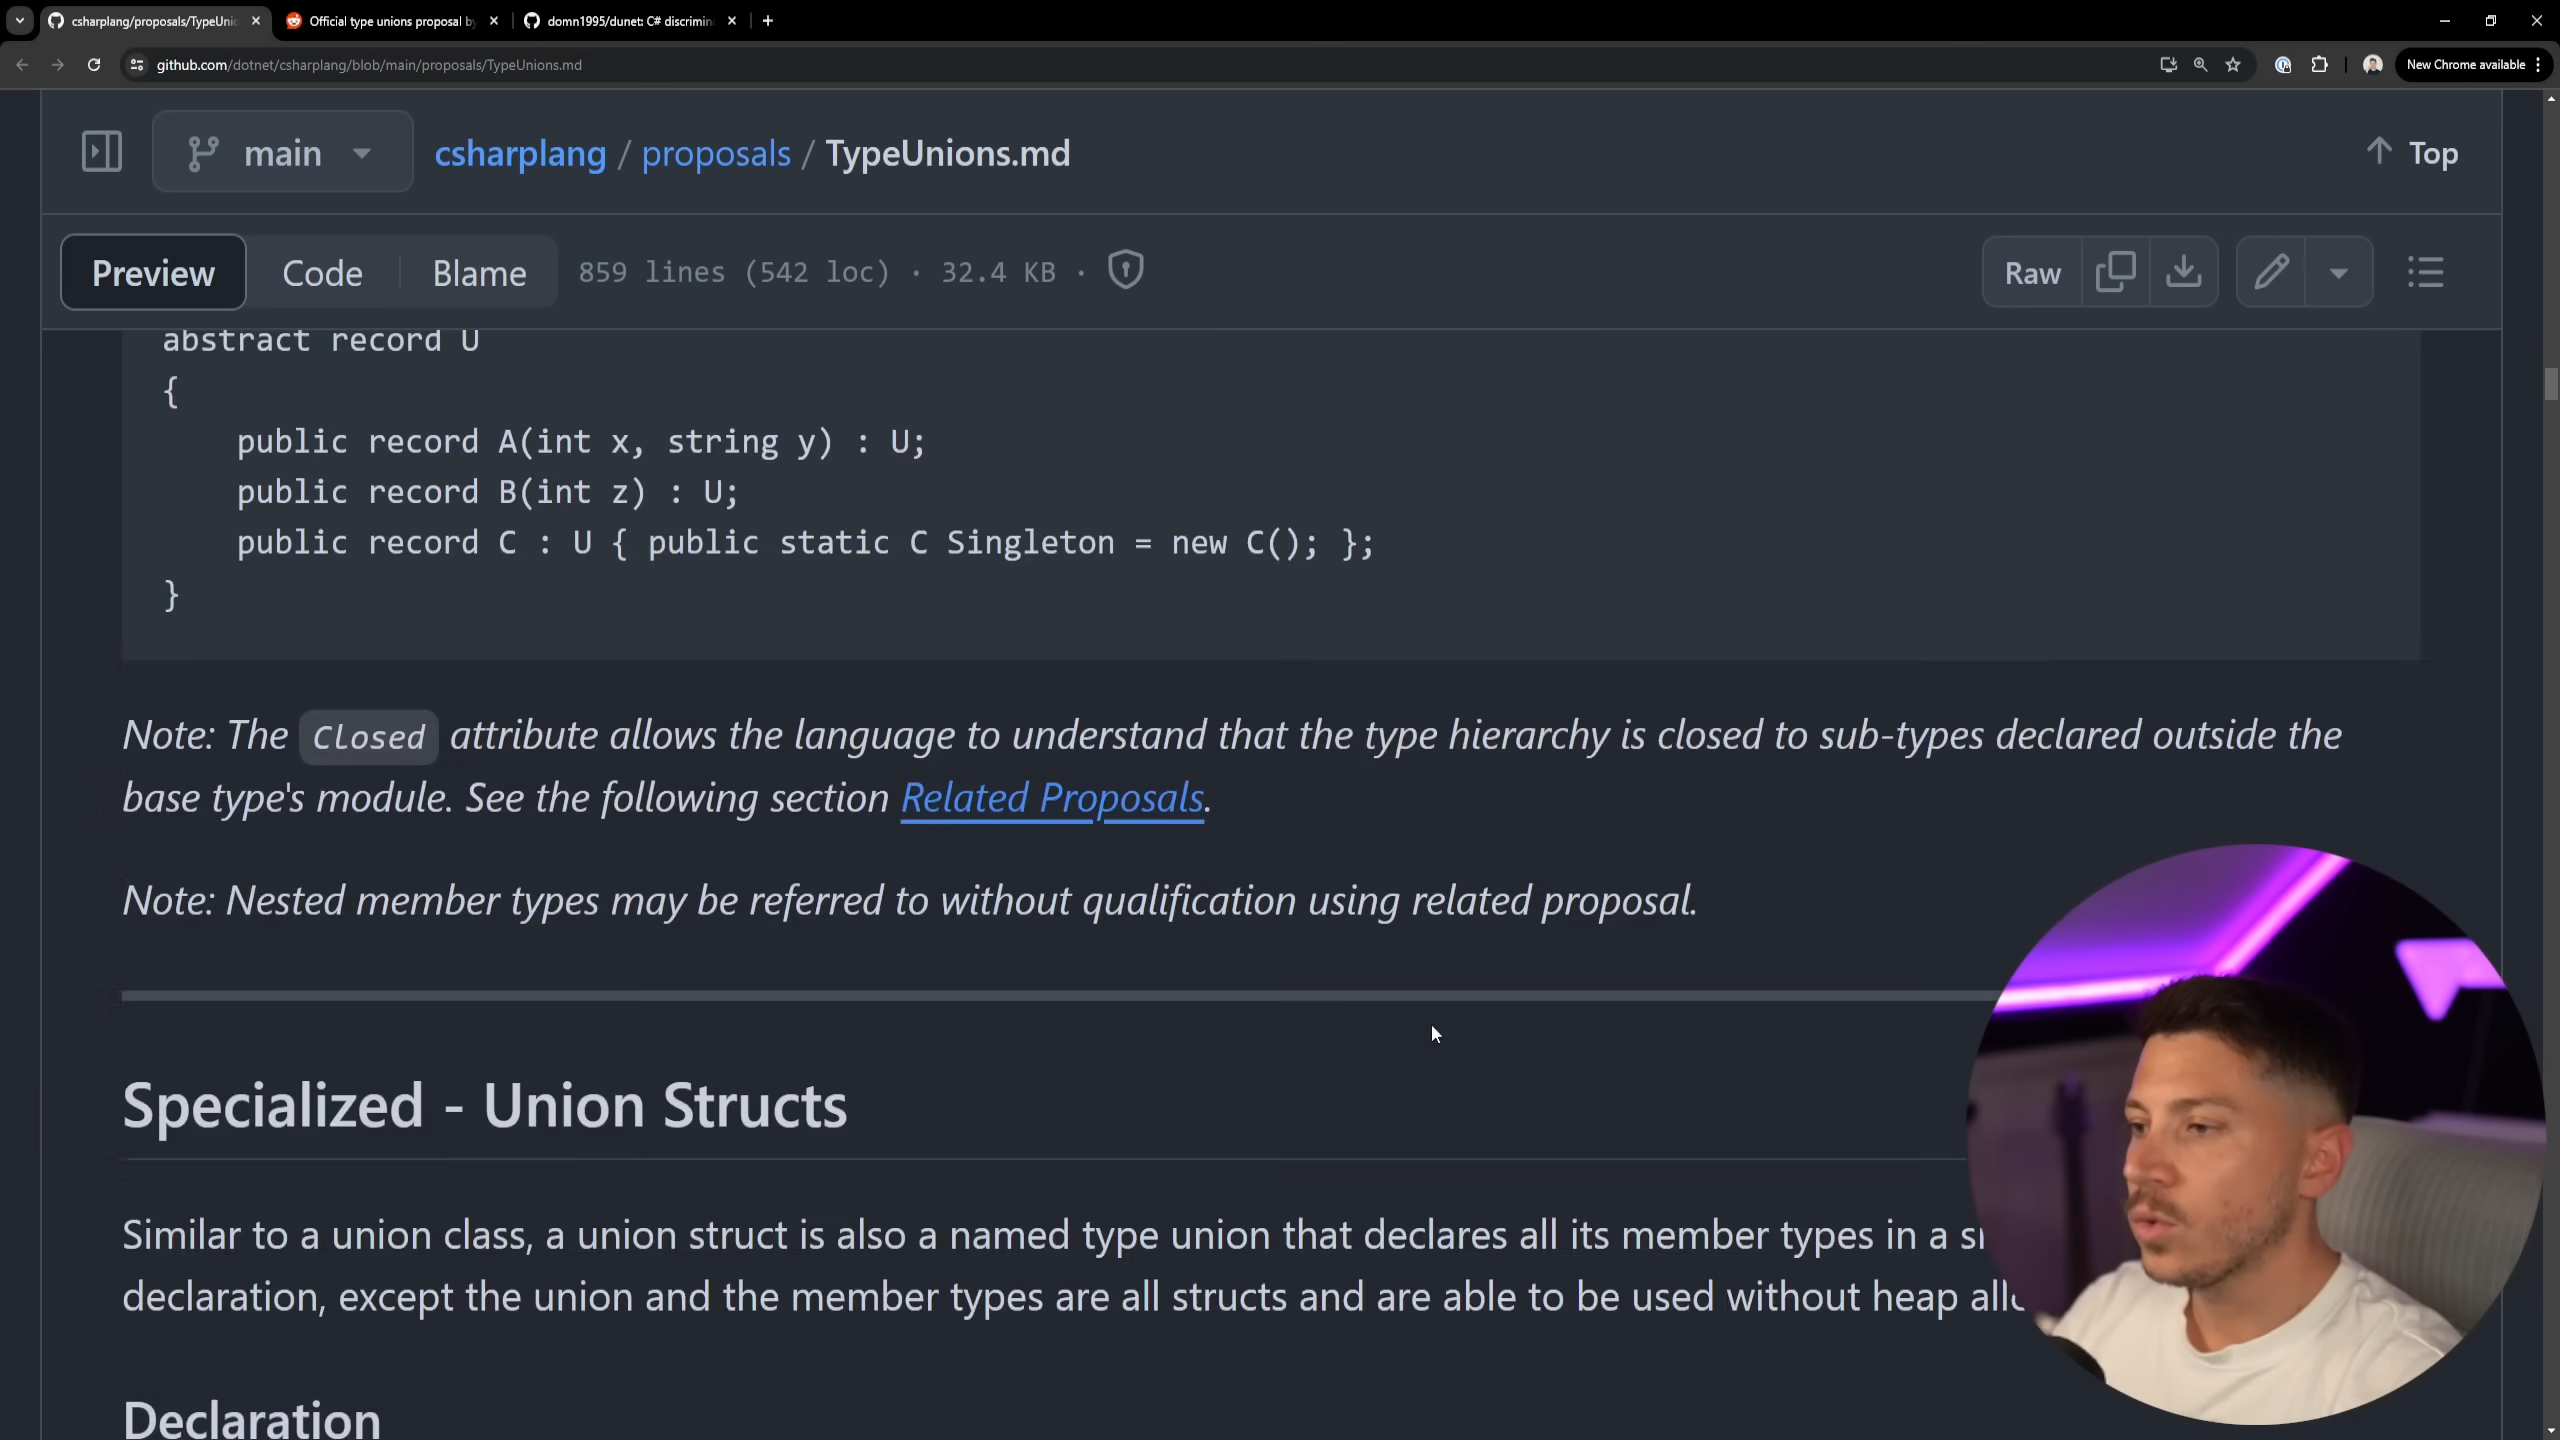 csharplang/proposals/TypeUnio
Official type unions proposal by
domn1995/dunet: C# discrimin
github.com/dotnet/csharplang/blob/main/proposals/TypeUnions.md
New Chrome available
main
csharplang / proposals / TypeUnions.md
Top
Preview
Code
Blame
859 lines (542 loc) · 32.4 KB ·
Raw
abstract record U
{
public record A(int x, string y) : U;
public record B(int z) : U;
public record C : U { public static C Singleton = new C(); };
}
Note: The Closed attribute allows the language to understand that the type hierarchy is closed to sub-types declared outside the
base type's module. See the following section Related Proposals.
Note: Nested member types may be referred to without qualification using related proposal.
Specialized - Union Structs
Similar to a union class, a union struct is also a named type union that declares all its member types in a
declaration, except the union and the member types are all structs and are able to be used without heap
Declaration